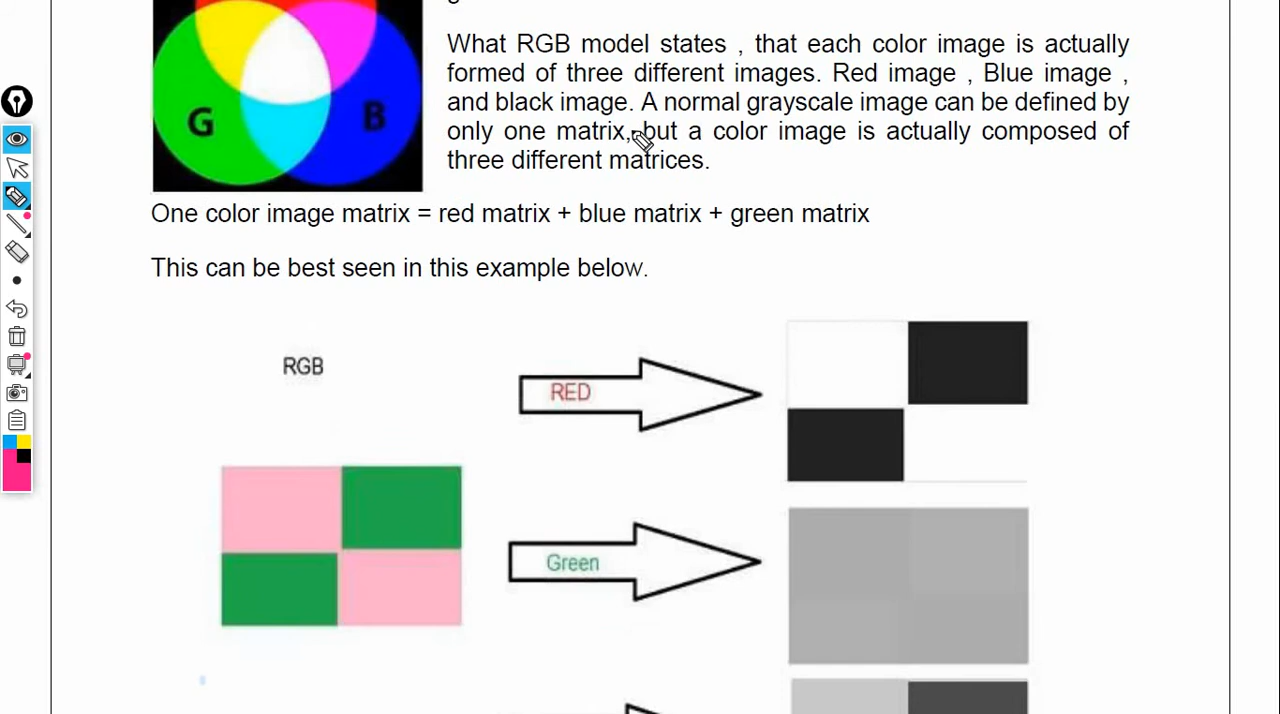 What RGB model states , that each color image is actually
formed of three different images. Red image , Blue image ,
and black image. A normal grayscale image can be defined by
only one matrix, but a color image is actually composed of
three different matrices.
G
B
One color image matrix = red matrix + blue matrix + green matrix
This can be best seen in this example below.
RGB
RED
Green